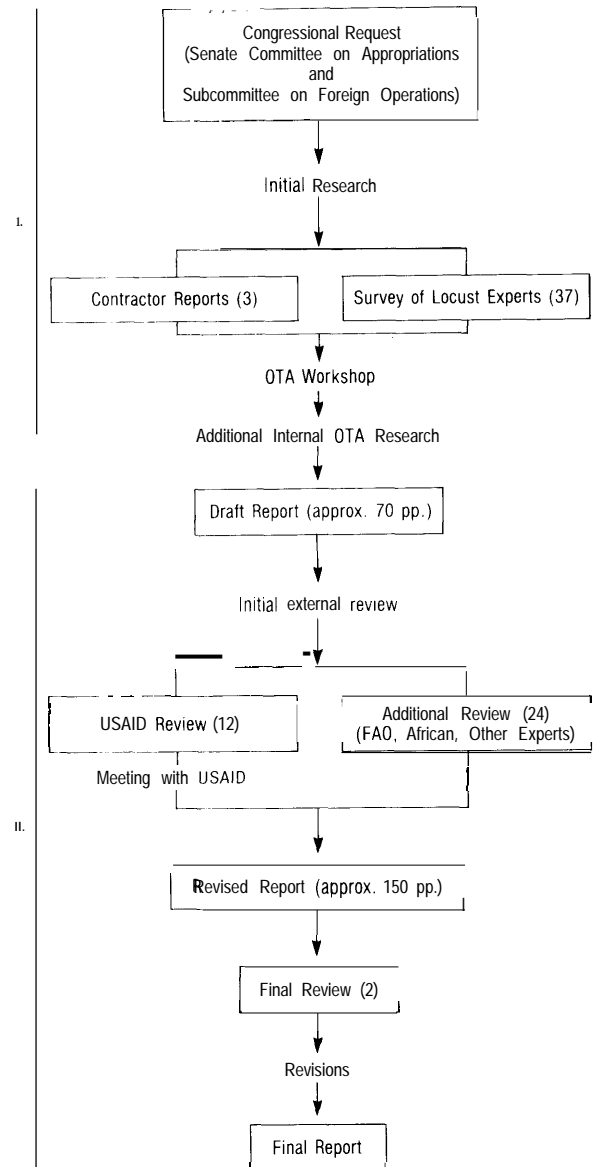 Congressional Request
(Senate Committee on Appropriations
and
Subcommittee on Foreign Operations)
Initial Research
I.
Contractor Reports (3)
Survey of Locust Experts (37)
OTA Workshop
Additional Internal OTA Research
Draft Report (approx. 70 pp.)
Initial external review
USAID Review (12)
Additional Review (24)
(FAO, African, Other Experts)
Meeting with USAID
II.
Revised Report (approx. 150 pp.)
Final Review (2)
Revisions
Final Report